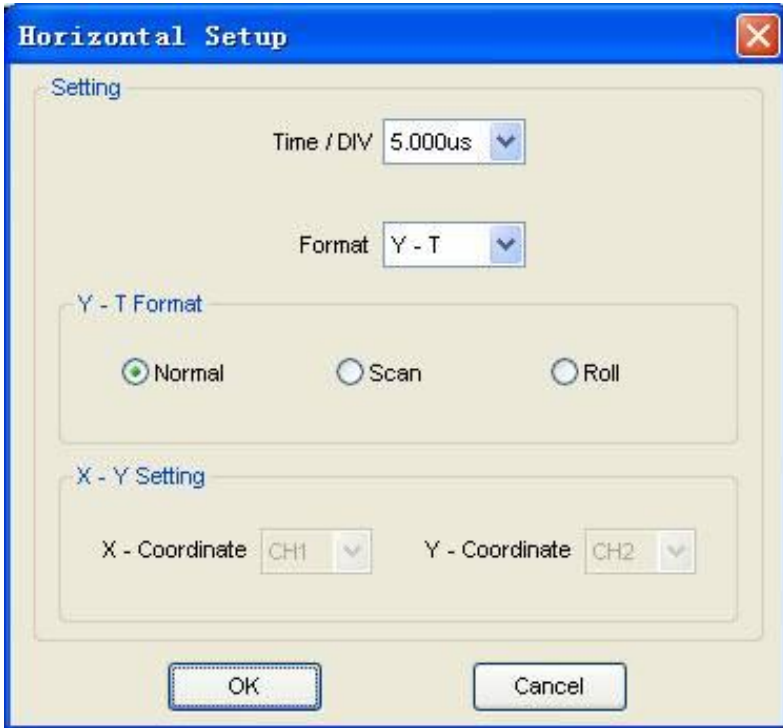 Horizontal Setup
Setting
Time / DIV 5.000us
Format Y - T
Y - T Format
Normal Scan Roll
X - Y Setting
X - Coordinate CH1 Y - Coordinate CH2
OK Cancel